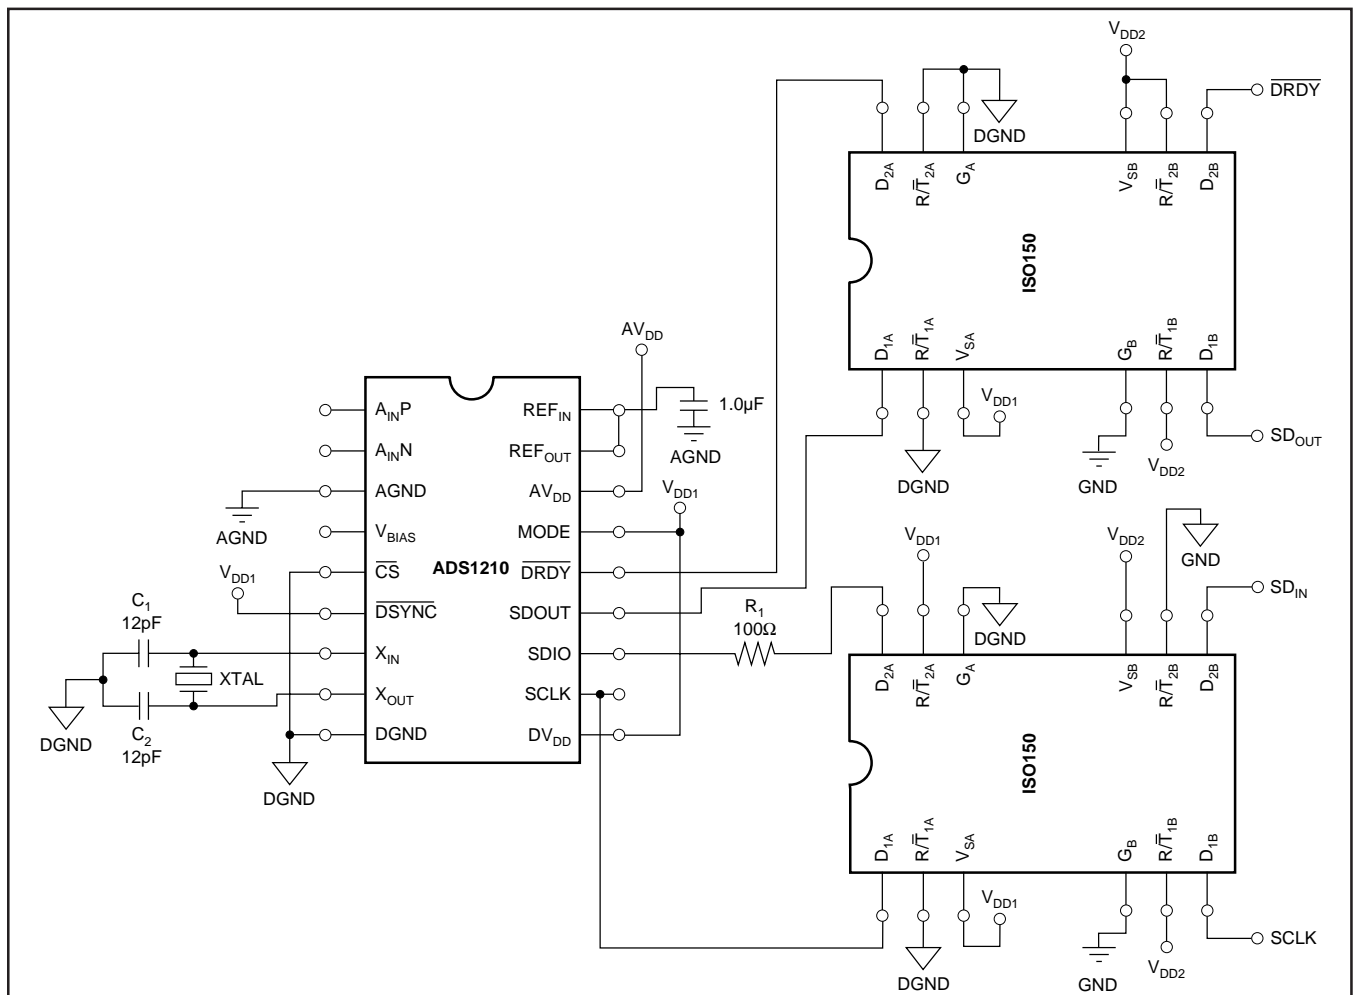 V_DD2
DRDY
DGND
D_2A
R/T_2A
G_A
V_SB
R/T_2B
D_2B
ISO150
D_1A
R/T_1A
V_SA
G_B
R/T_1B
D_1B
V_DD1
DGND
GND
V_DD2
SD_OUT
AV_DD
1.0µF
AGND
V_DD1
A_INP
A_INN
AGND
V_BIAS
CS
DSYNC
X_IN
X_OUT
DGND
ADS1210
REF_IN
REF_OUT
AV_DD
MODE
DRDY
SDOUT
SDIO
SCLK
DV_DD
AGND
V_DD1
C_1
12pF
XTAL
C_2
12pF
DGND
DGND
R_1
100Ω
V_DD1
DGND
V_DD2
GND
SD_IN
D_2A
R/T_2A
G_A
V_SB
R/T_2B
D_2B
ISO150
D_1A
R/T_1A
V_SA
G_B
R/T_1B
D_1B
V_DD1
DGND
GND
V_DD2
SCLK